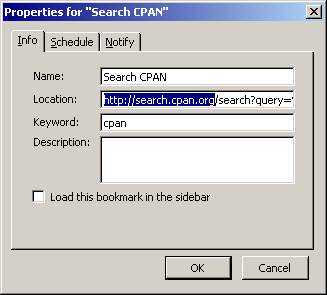 Properties for "Search CPAN"
Info Schedule Notify
Name: Search CPAN
Location: http://search.cpan.org/search?query=
Keyword: cpan
Description:
Load this bookmark in the sidebar
OK Cancel